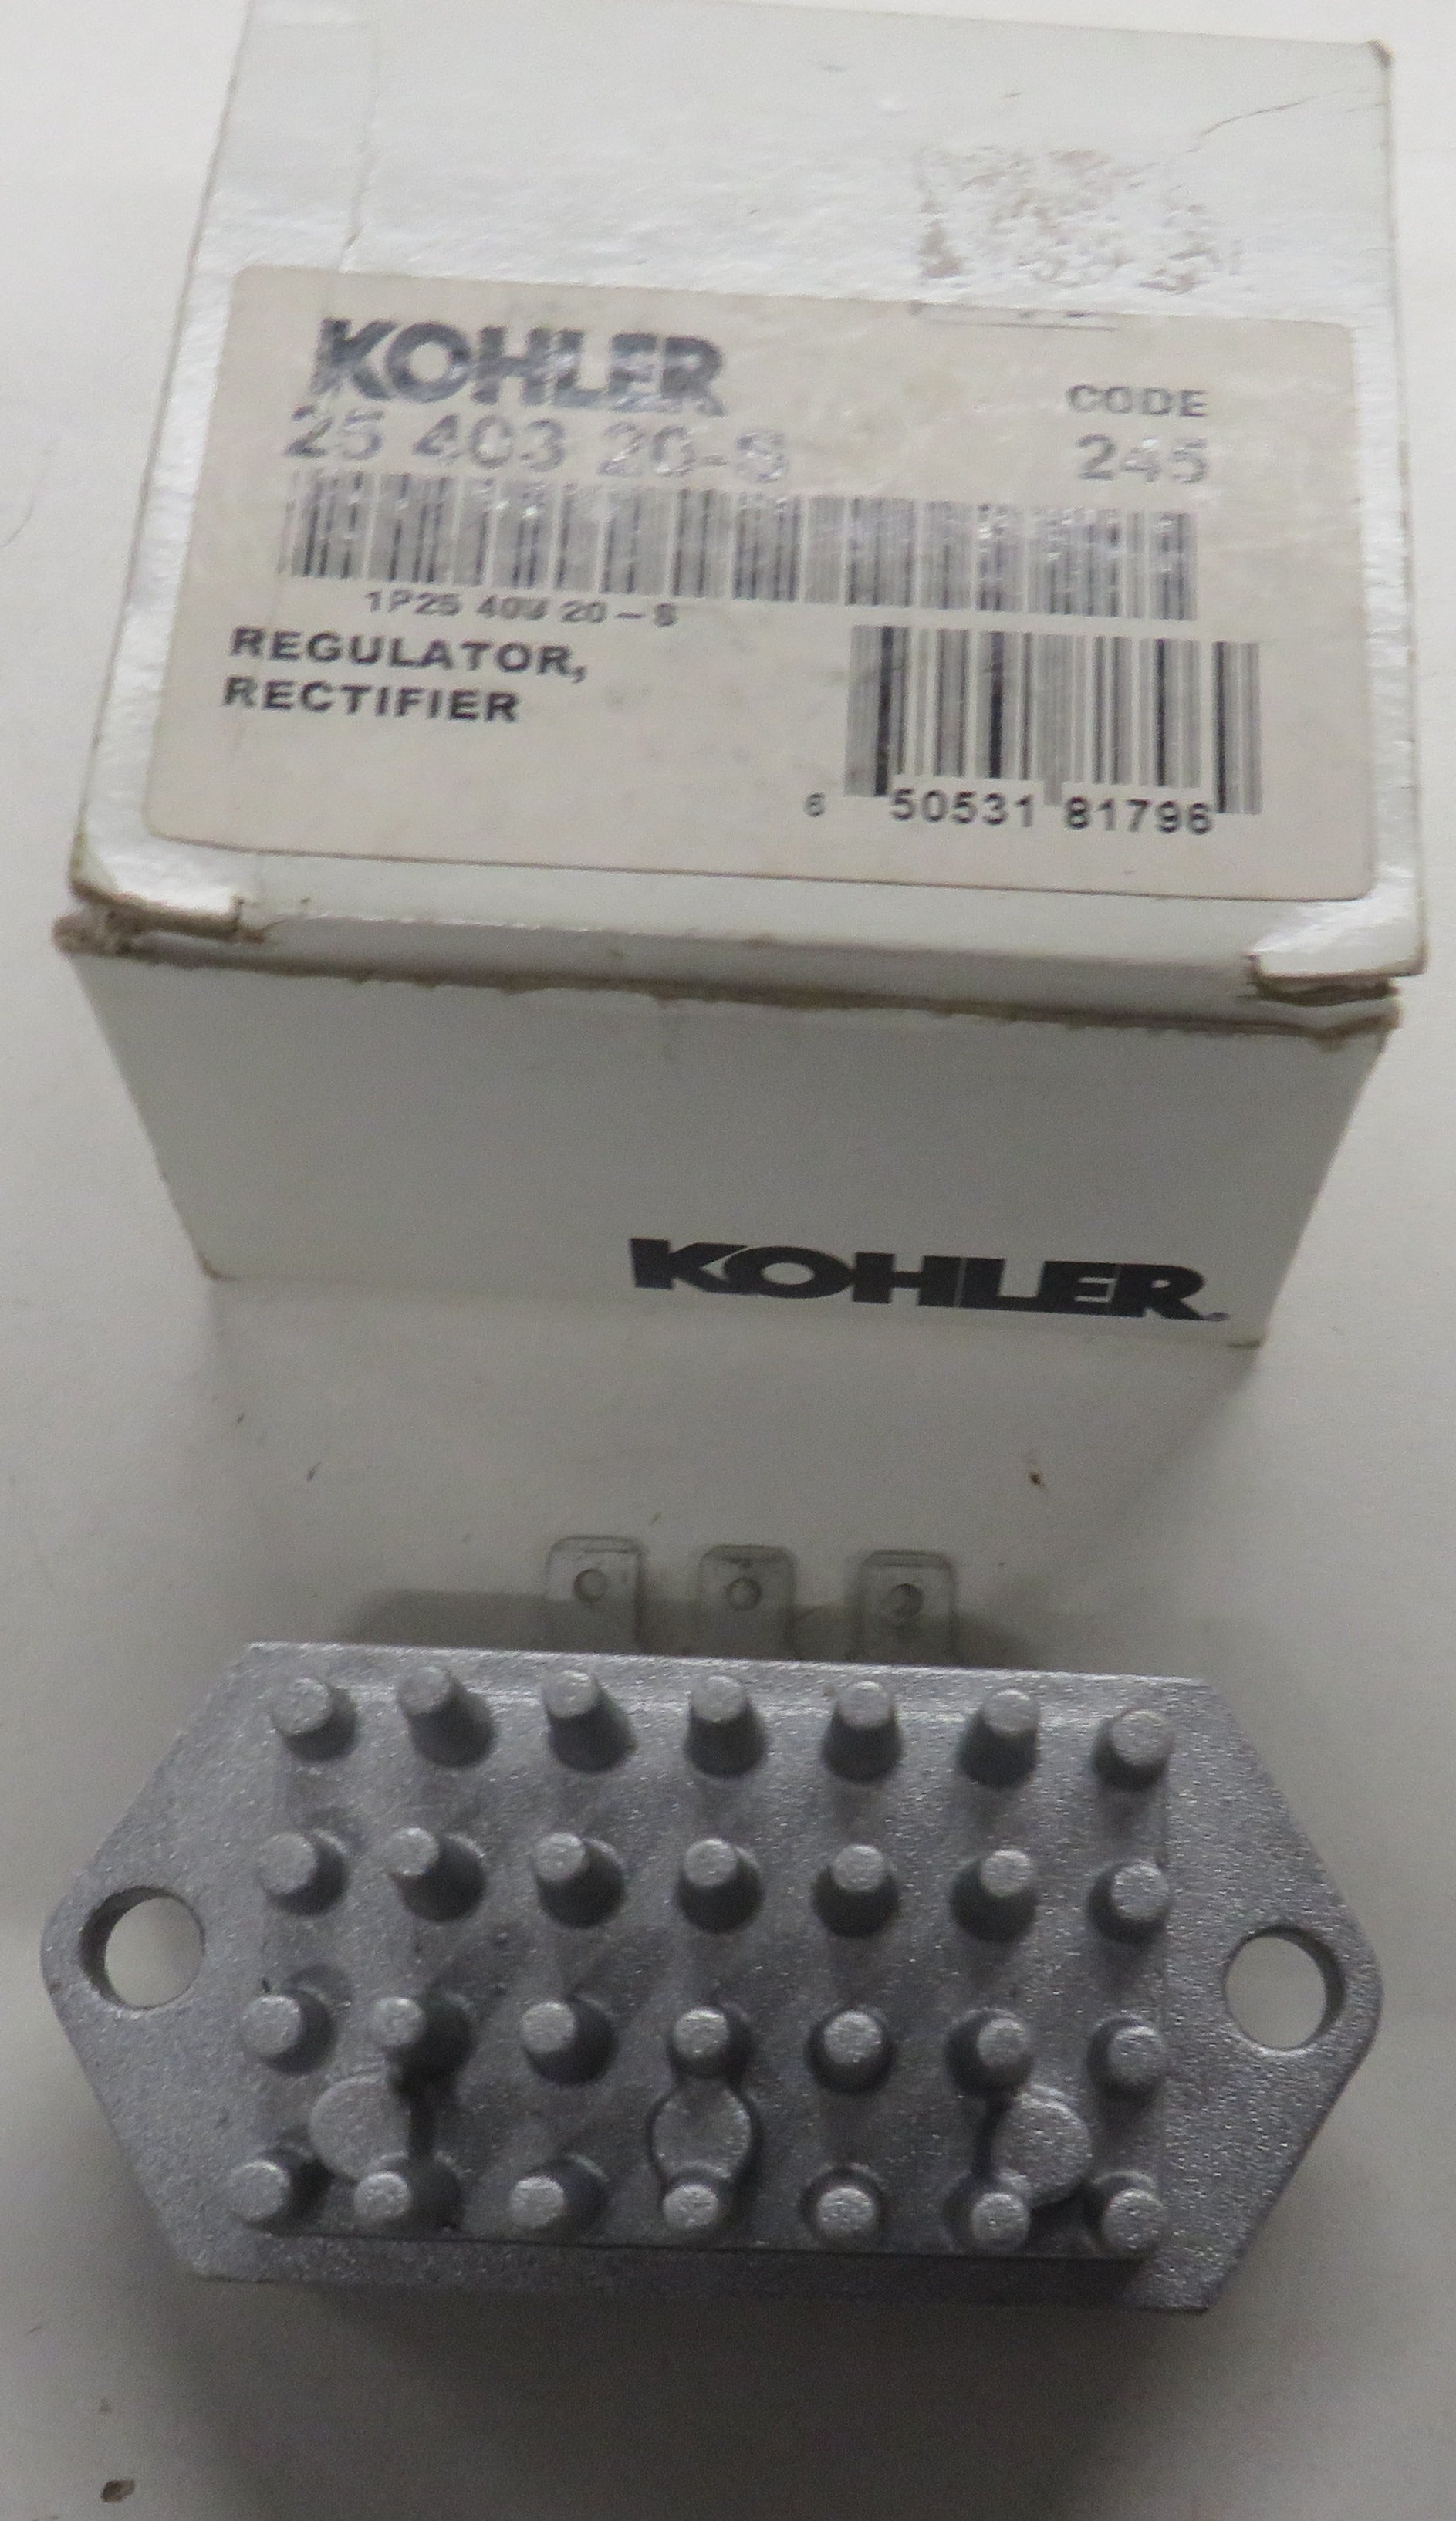 KOHLER
25 403 20-S
CODE
245
1P25 403 20-S
REGULATOR,
RECTIFIER
6 50531 81796
KOHLER